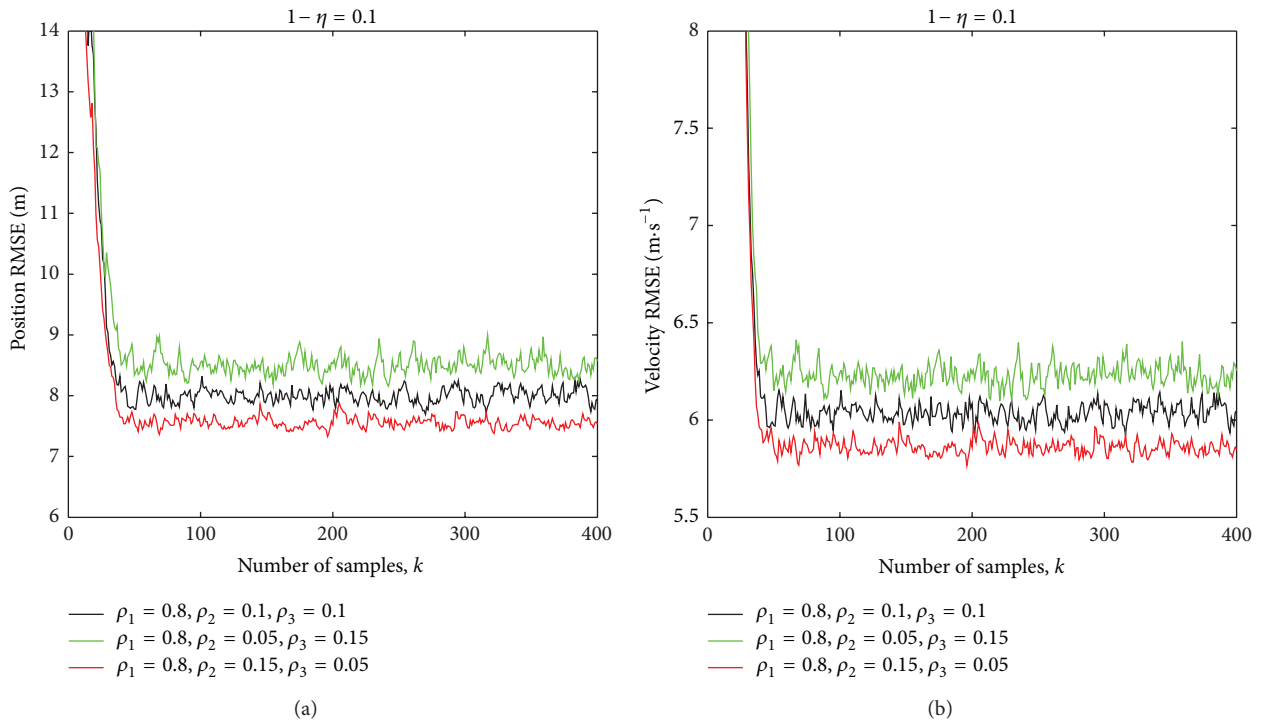 1 − η = 0.1
14
13
12
11
10
9
8
7
6
0
100
200
300
400
Position RMSE (m)
Number of samples, k
ρ₁ = 0.8, ρ₂ = 0.1, ρ₃ = 0.1
ρ₁ = 0.8, ρ₂ = 0.05, ρ₃ = 0.15
ρ₁ = 0.8, ρ₂ = 0.15, ρ₃ = 0.05
(a)
1 − η = 0.1
8
7.5
7
6.5
6
5.5
0
100
200
300
400
Velocity RMSE (m·s⁻¹)
Number of samples, k
ρ₁ = 0.8, ρ₂ = 0.1, ρ₃ = 0.1
ρ₁ = 0.8, ρ₂ = 0.05, ρ₃ = 0.15
ρ₁ = 0.8, ρ₂ = 0.15, ρ₃ = 0.05
(b)